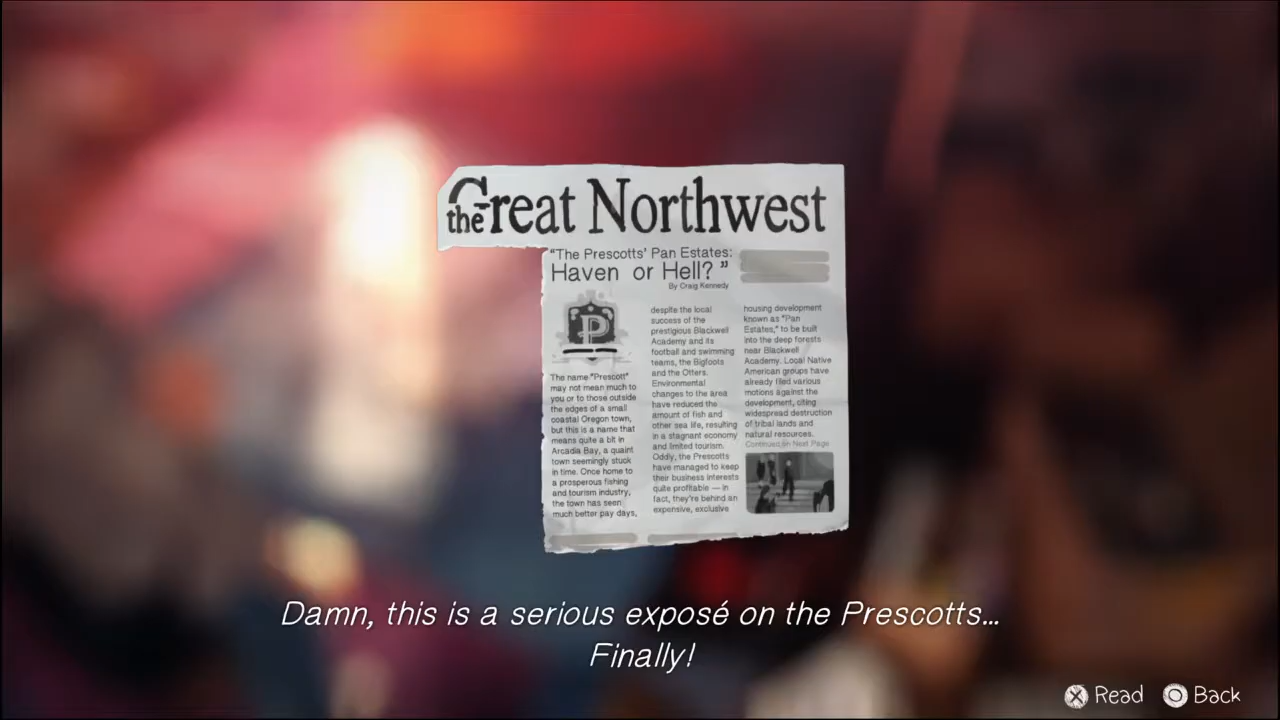 the Great Northwest
“The Prescotts’ Pan Estates:
Haven or Hell? ”
By Craig Kennedy
P
The name "Prescott"
may not mean much to
you or to those outside
the edges of a small
coastal Oregon town,
but this is a name that
means quite a bit in
Arcadia Bay, a quaint
town seemingly stuck
in time. Once home to
a prosperous fishing
and tourism industry,
the town has seen
much better pay days,
despite the local
success of the
prestigious Blackwell
Academy and its
football and swimming
teams, the Bigfoots
and the Otters.
Environmental
changes to the area
have reduced the
amount of fish and
other sea life, resulting
in a stagnant economy
and limited tourism.
Oddly, the Prescotts
have managed to keep
their business interests
quite profitable — in
fact, they're behind an
expensive, exclusive
housing development
known as "Pan
Estates," to be built
into the deep forests
near Blackwell
Academy. Local Native
American groups have
already filed various
motions against the
development, citing
widespread destruction
of tribal lands and
natural resources.
Continued on Next Page
Damn, this is a serious exposé on the Prescotts...
Finally!
Read Back